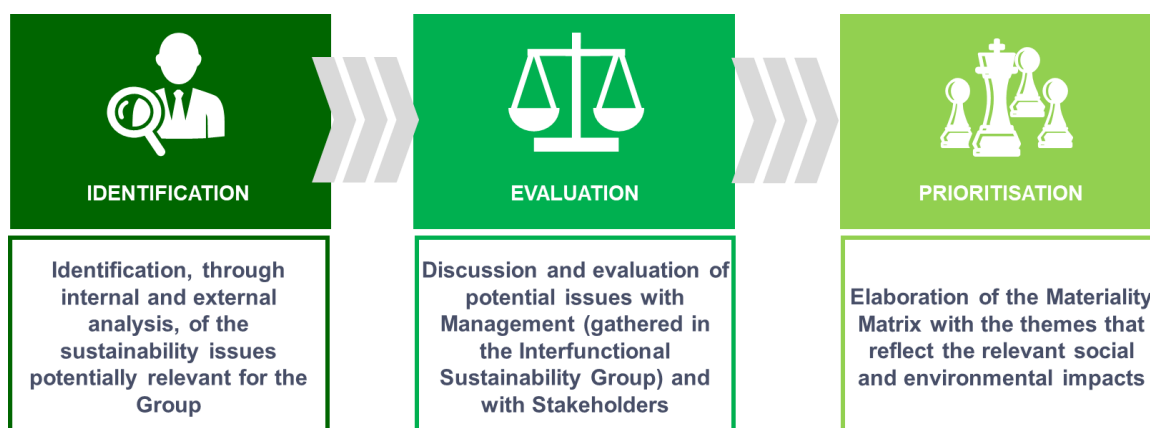 IDENTIFICATION
Identification, through
internal and external
analysis, of the
sustainability issues
potentially relevant for the
Group
EVALUATION
Discussion and evaluation of
potential issues with
Management (gathered in
the Interfunctional
Sustainability Group) and
with Stakeholders
PRIORITISATION
Elaboration of the Materiality
Matrix with the themes that
reflect the relevant social
and environmental impacts